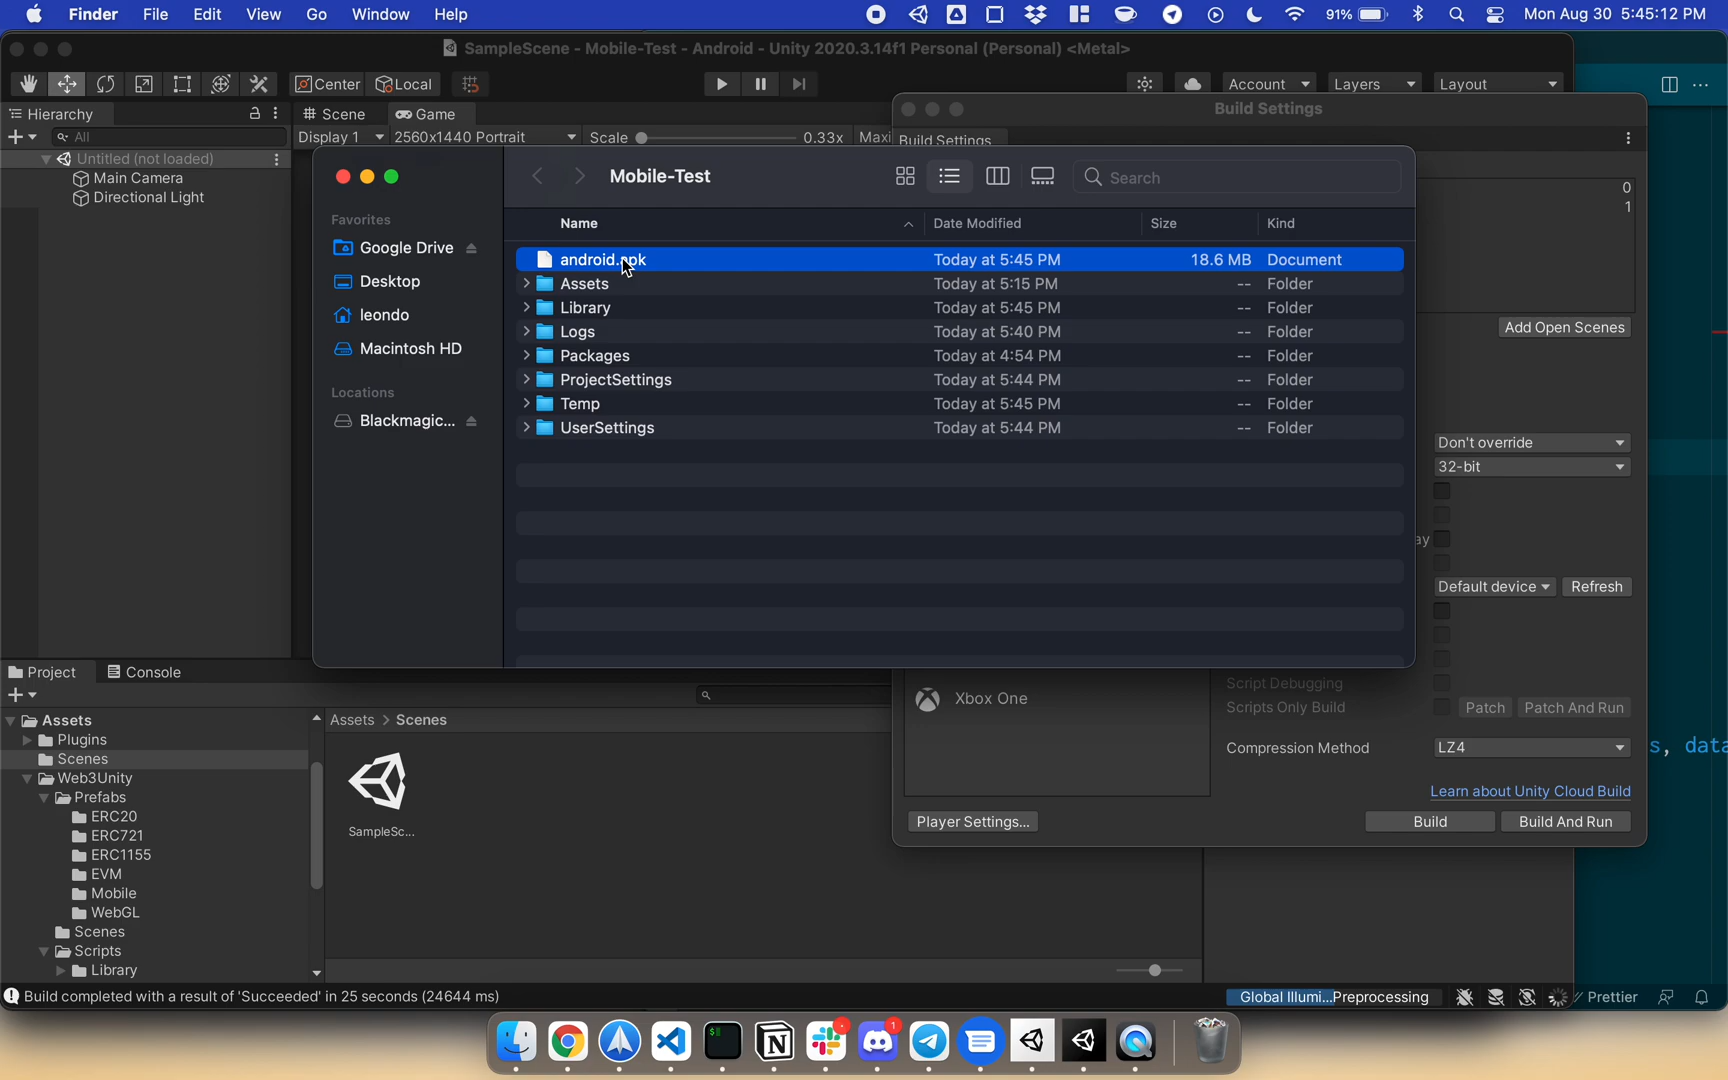 Finder File Edit View Go Window Help 91% Mon Aug 30 5:45:12 PM
SampleScene - Mobile-Test - Android - Unity 2020.3.14f1 Personal (Personal) <Metal>
Center Local Account Layers Layout
Hierarchy Scene Game Build Settings
All Display 1 2560x1440 Portrait Scale 0.33x Maxi Build Settings
Untitled (not loaded)
Main Camera
Directional Light
Mobile-Test Search
0
1
Favorites
Google Drive
Desktop
leondo
Macintosh HD
Locations
Blackmagic...
Name Date Modified Size Kind
android.apk Today at 5:45 PM 18.6 MB Document
Assets Today at 5:15 PM -- Folder
Library Today at 5:45 PM -- Folder
Logs Today at 5:40 PM -- Folder
Packages Today at 4:54 PM -- Folder
ProjectSettings Today at 5:44 PM -- Folder
Temp Today at 5:45 PM -- Folder
UserSettings Today at 5:44 PM -- Folder
Add Open Scenes
Don't override
32-bit
ay
Default device Refresh
Xbox One
Script Debugging
Scripts Only Build Patch Patch And Run
Compression Method LZ4
s, data
Learn about Unity Cloud Build
Player Settings... Build Build And Run
Project Console
Assets
Plugins
Scenes
Web3Unity
Prefabs
ERC20
ERC721
ERC1155
EVM
Mobile
WebGL
Scenes
Scripts
Library
Assets > Scenes
SampleSc...
Build completed with a result of 'Succeeded' in 25 seconds (24644 ms)
Global Illumi...Preprocessing Prettier
1